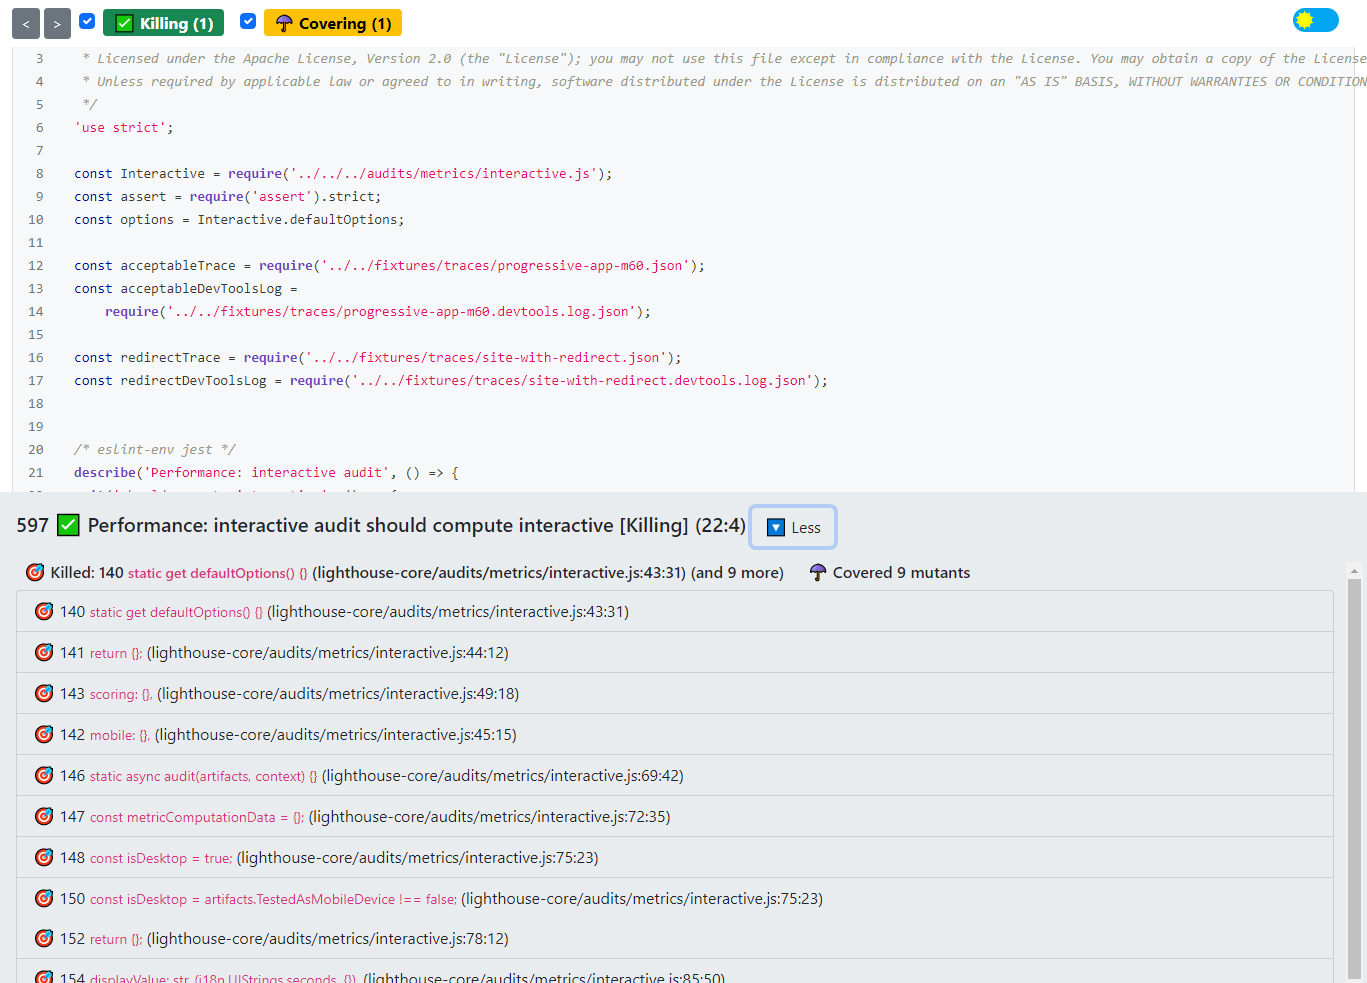 < > Killing (1) Covering (1)
3 * Licensed under the Apache License, Version 2.0 (the "License"); you may not use this file except in compliance with the License. You may obtain a copy of the License
4 * Unless required by applicable law or agreed to in writing, software distributed under the License is distributed on an "AS IS" BASIS, WITHOUT WARRANTIES OR CONDITION
5 */
6 'use strict';
7
8 const Interactive = require('../../../audits/metrics/interactive.js');
9 const assert = require('assert').strict;
10 const options = Interactive.defaultOptions;
11
12 const acceptableTrace = require('../../fixtures/traces/progressive-app-m60.json');
13 const acceptableDevToolsLog =
14 require('../../fixtures/traces/progressive-app-m60.devtools.log.json');
15
16 const redirectTrace = require('../../fixtures/traces/site-with-redirect.json');
17 const redirectDevToolsLog = require('../../fixtures/traces/site-with-redirect.devtools.log.json');
18
19
20 /* eslint-env jest */
21 describe('Performance: interactive audit', () => {
597 Performance: interactive audit should compute interactive [Killing] (22:4) Less
Killed: 140 static get defaultOptions() {} (lighthouse-core/audits/metrics/interactive.js:43:31) (and 9 more) Covered 9 mutants
140 static get defaultOptions() {} (lighthouse-core/audits/metrics/interactive.js:43:31)
141 return {}; (lighthouse-core/audits/metrics/interactive.js:44:12)
143 scoring: {}, (lighthouse-core/audits/metrics/interactive.js:49:18)
142 mobile: {}, (lighthouse-core/audits/metrics/interactive.js:45:15)
146 static async audit(artifacts, context) {} (lighthouse-core/audits/metrics/interactive.js:69:42)
147 const metricComputationData = {}; (lighthouse-core/audits/metrics/interactive.js:72:35)
148 const isDesktop = true; (lighthouse-core/audits/metrics/interactive.js:75:23)
150 const isDesktop = artifacts.TestedAsMobileDevice !== false; (lighthouse-core/audits/metrics/interactive.js:75:23)
152 return {}; (lighthouse-core/audits/metrics/interactive.js:78:12)
154 displayValue: str_(i18n.UIStrings.seconds, {}), (lighthouse-core/audits/metrics/interactive.js:85:50)